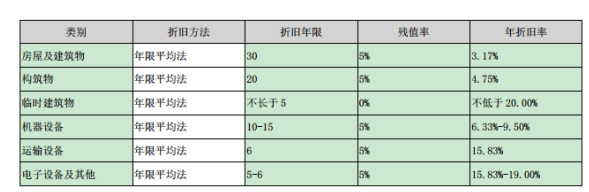 类别 折旧方法 折旧年限 残值率 年折旧率
房屋及建筑物 年限平均法 30 5% 3.17%
构筑物 年限平均法 20 5% 4.75%
临时建筑物 年限平均法 不长于 5 0% 不低于 20.00%
机器设备 年限平均法 10-15 5% 6.33%-9.50%
运输设备 年限平均法 6 5% 15.83%
电子设备及其他 年限平均法 5-6 5% 15.83%-19.00%